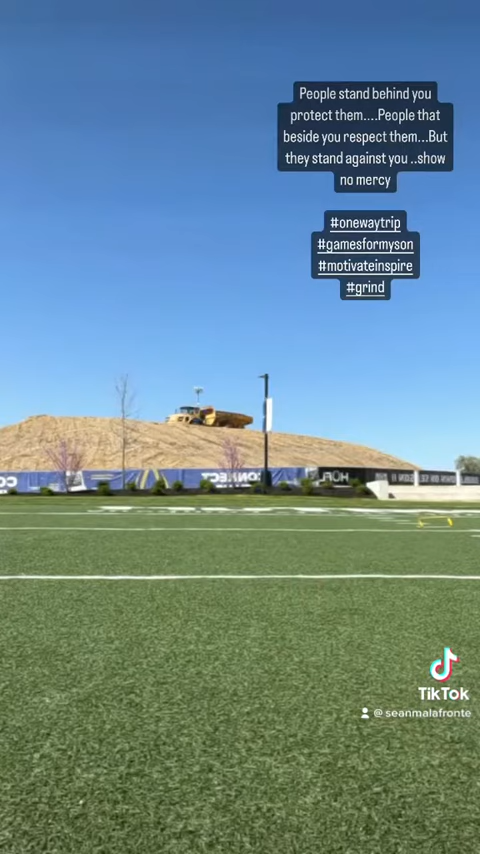 People stand behind you
protect them....People that
beside you respect them...But
they stand against you ..show
no mercy
#onewaytrip
#gamesformyson
#motivateinspire
#grind
CONNECT
TikTok
@seanmalafronte